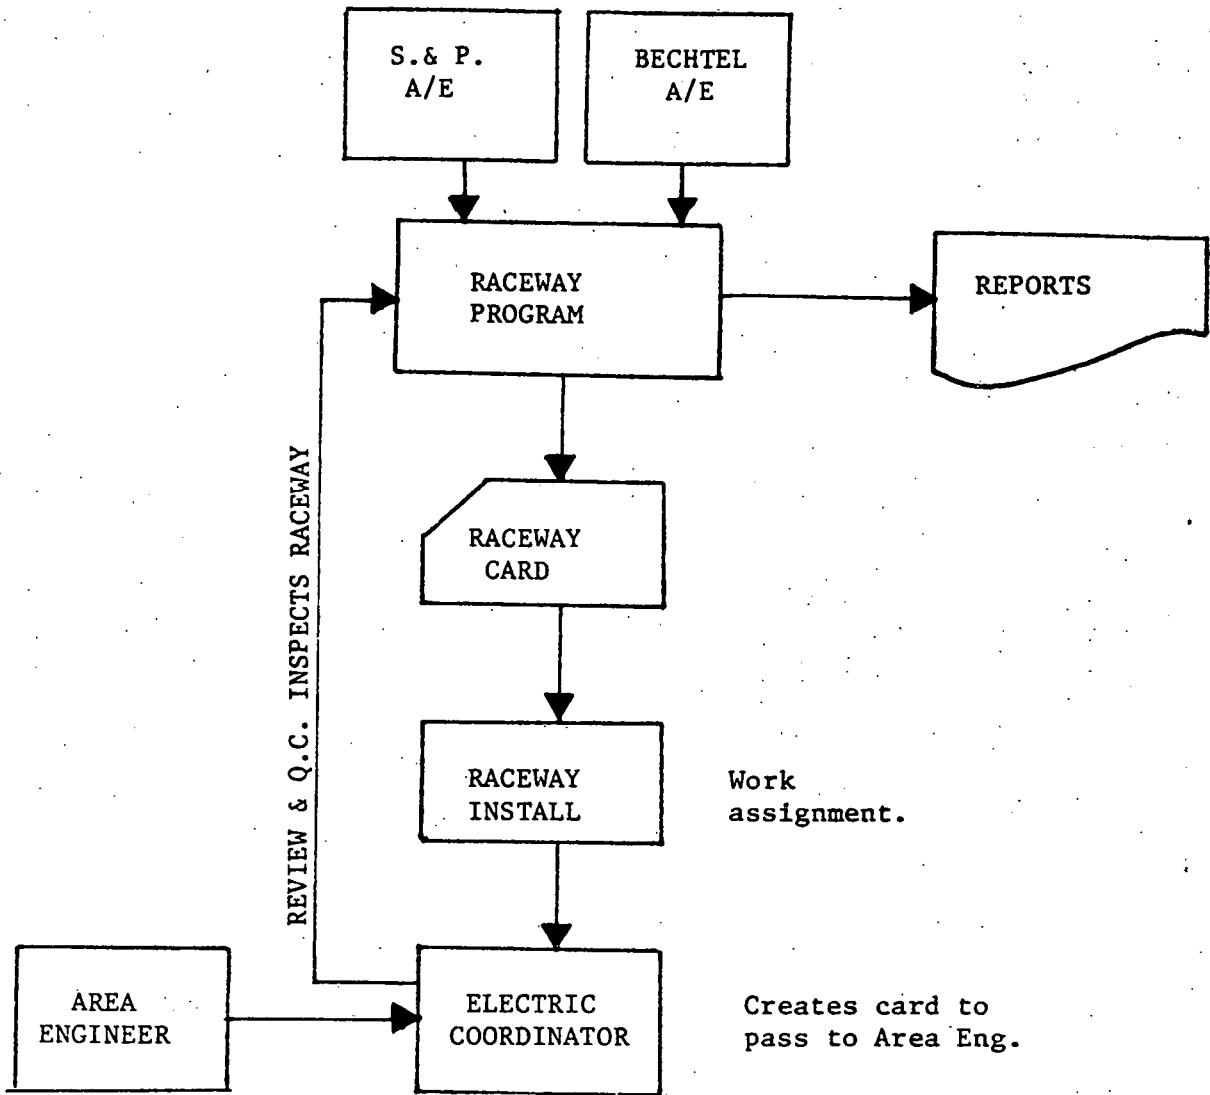 S.& P.
A/E
BECHTEL
A/E
RACEWAY
PROGRAM
REPORTS
RACEWAY
CARD
REVIEW & Q.C. INSPECTS RACEWAY
RACEWAY
INSTALL
Work
assignment.
AREA
ENGINEER
ELECTRIC
COORDINATOR
Creates card to
pass to Area Eng.